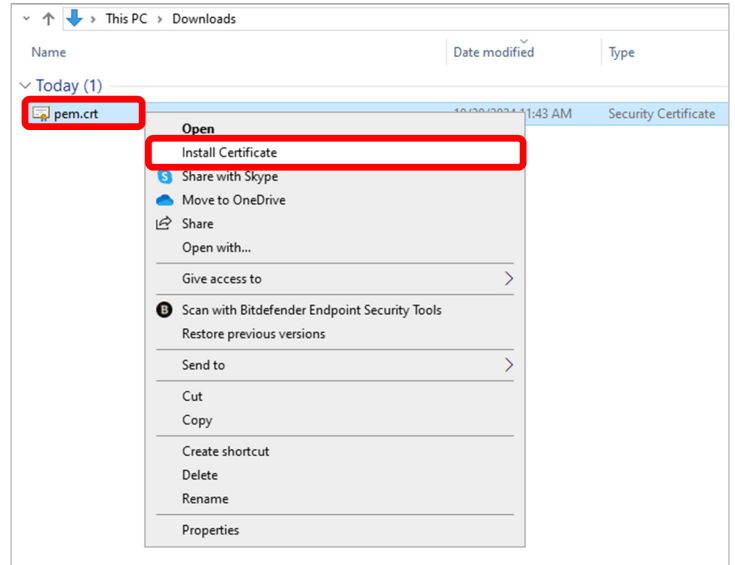 This PC > Downloads
Name Date modified Type
Today (1)
pem.crt 11:43 AM Security Certificate
Open
Install Certificate
Share with Skype
Move to OneDrive
Share
Open with...
Give access to
B Scan with Bitdefender Endpoint Security Tools
Restore previous versions
Send to
Cut
Copy
Create shortcut
Delete
Rename
Properties